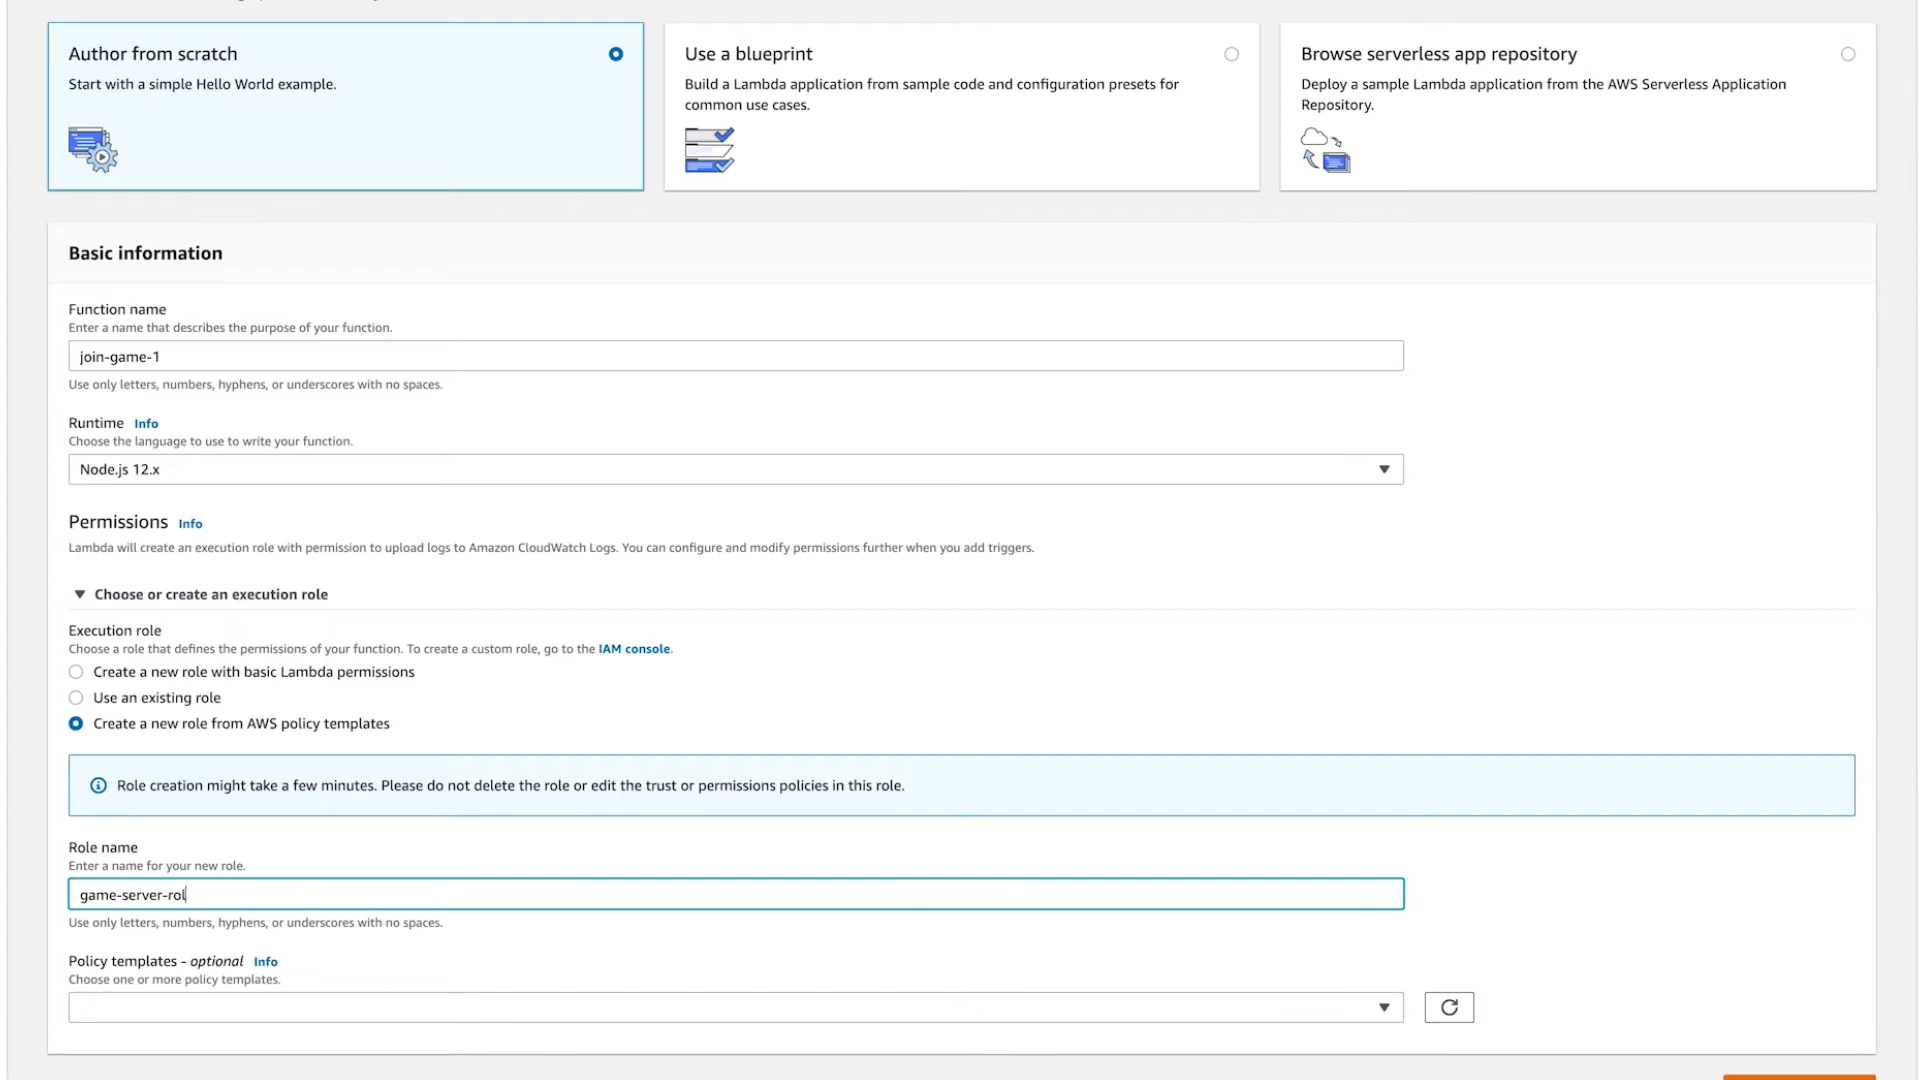 Author from scratch
Start with a simple Hello World example.
Use a blueprint
Build a Lambda application from sample code and configuration presets for
common use cases.
Browse serverless app repository
Deploy a sample Lambda application from the AWS Serverless Application
Repository.
Basic information
Function name
Enter a name that describes the purpose of your function.
join-game-1
Use only letters, numbers, hyphens, or underscores with no spaces.
Runtime Info
Choose the language to use to write your function.
Node.js 12.x
Permissions Info
Lambda will create an execution role with permission to upload logs to Amazon CloudWatch Logs. You can configure and modify permissions further when you add triggers.
Choose or create an execution role
Execution role
Choose a role that defines the permissions of your function. To create a custom role, go to the IAM console.
Create a new role with basic Lambda permissions
Use an existing role
Create a new role from AWS policy templates
Role creation might take a few minutes. Please do not delete the role or edit the trust or permissions policies in this role.
Role name
Enter a name for your new role.
game-server-rol
Use only letters, numbers, hyphens, or underscores with no spaces.
Policy templates - optional Info
Choose one or more policy templates.